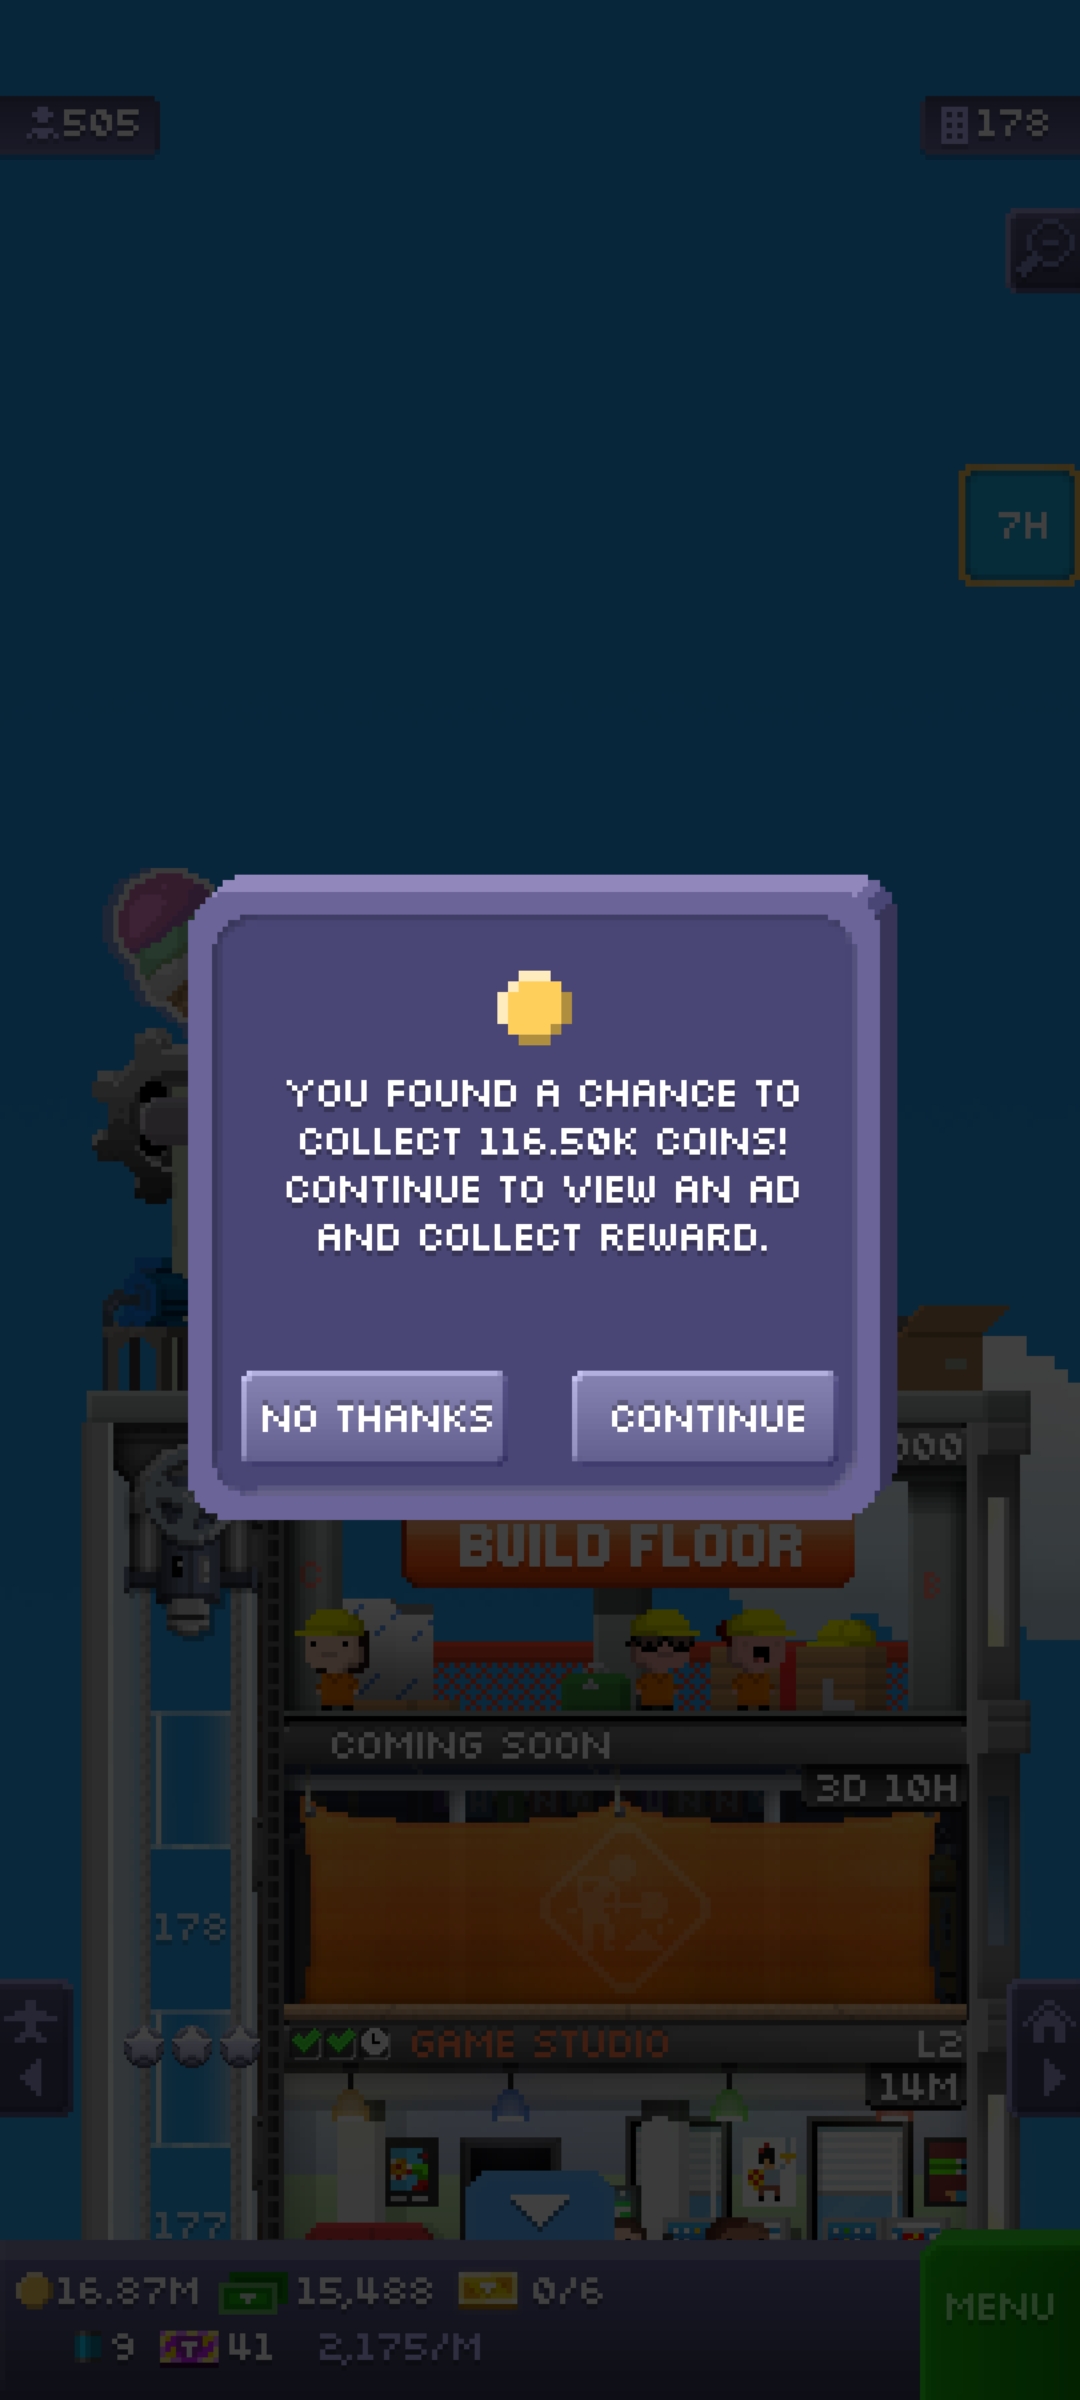 505
178
7H
YOU FOUND A CHANCE TO
COLLECT 116.50K COINS!
CONTINUE TO VIEW AN AD
AND COLLECT REWARD.
NO THANKS
CONTINUE
000
BUILD FLOOR
C
B
L
COMING SOON
3D 10H
178
GAME STUDIO
L2
14M
177
16.87M
15,488
0/6
MENU
9
T
41
2,175/M